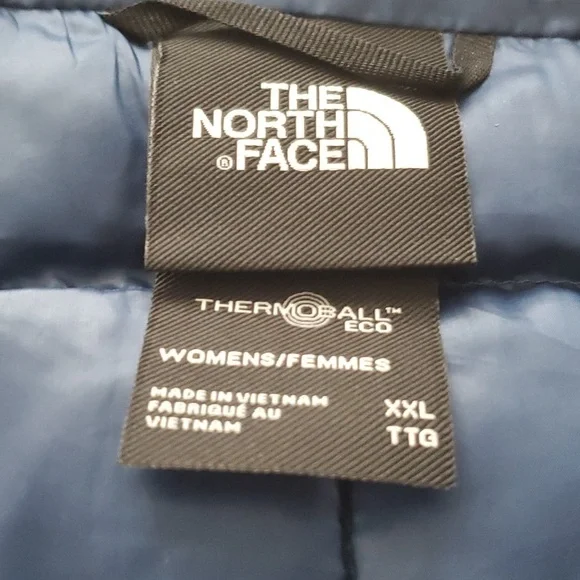 THE
NORTH
® FACE
THERMOBALL™
ECO
WOMENS/FEMMES
MADE IN VIETNAM
FABRIQUÉ AU
VIETNAM
XXL
TTG